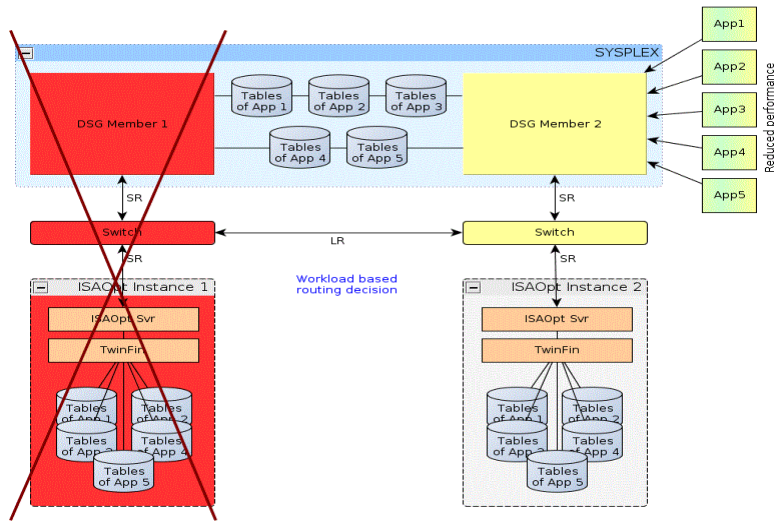 App1
SYSPLEX
App2
Tables
of App 1
Tables
of App 2
Tables
of App 3
DSG Member 1
DSG Member 2
App3
Reduced performance
Tables
of App 4
Tables
of App 5
App4
App5
SR
SR
Switch
LR
Switch
SR
SR
Workload based
routing decision
ISAOpt Instance 1
ISAOpt Instance 2
ISAOpt Svr
ISAOpt Svr
TwinFin
TwinFin
Tables
of App 1
Tables
of App 2
Tables
of App 3
Tables
of App 4
Tables
of App 5
Tables
of App 1
Tables
of App 2
Tables
of App 3
Tables
of App 4
Tables
of App 5